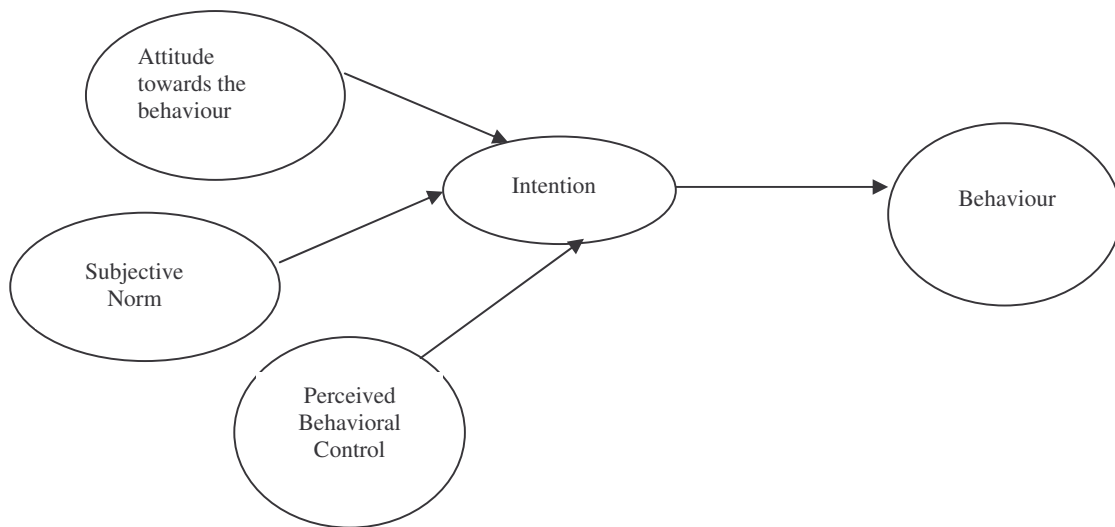 Attitude
towards the
behaviour
Intention
Behaviour
Subjective
Norm
Perceived
Behavioral
Control